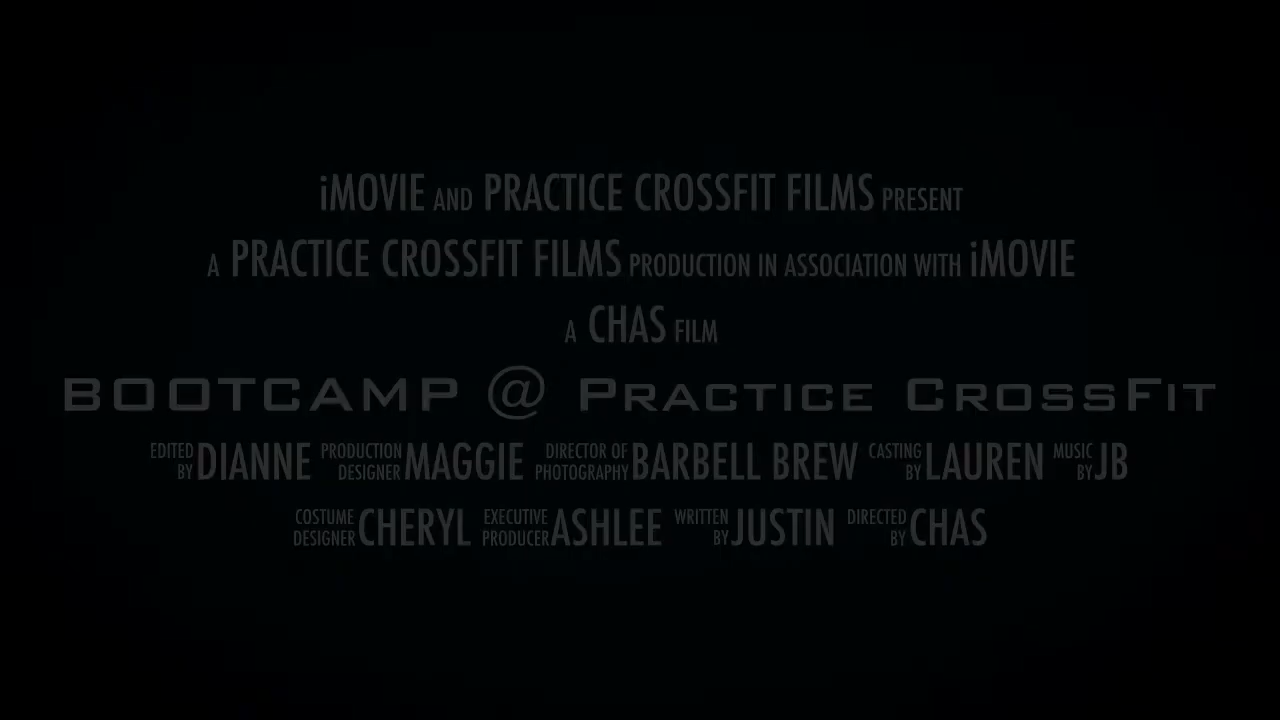 iMOVIE AND PRACTICE CROSSFIT FILMS PRESENT
A PRACTICE CROSSFIT FILMS PRODUCTION IN ASSOCIATION WITH iMOVIE
A CHAS FILM
BOOTCAMP @ PRACTICE CROSSFIT
EDITED BY DIANNE PRODUCTION DESIGNER MAGGIE DIRECTOR OF PHOTOGRAPHY BARBELL BREW CASTING BY LAUREN MUSIC BY JB
COSTUME DESIGNER CHERYL EXECUTIVE PRODUCER ASHLEE WRITTEN BY JUSTIN DIRECTED BY CHAS